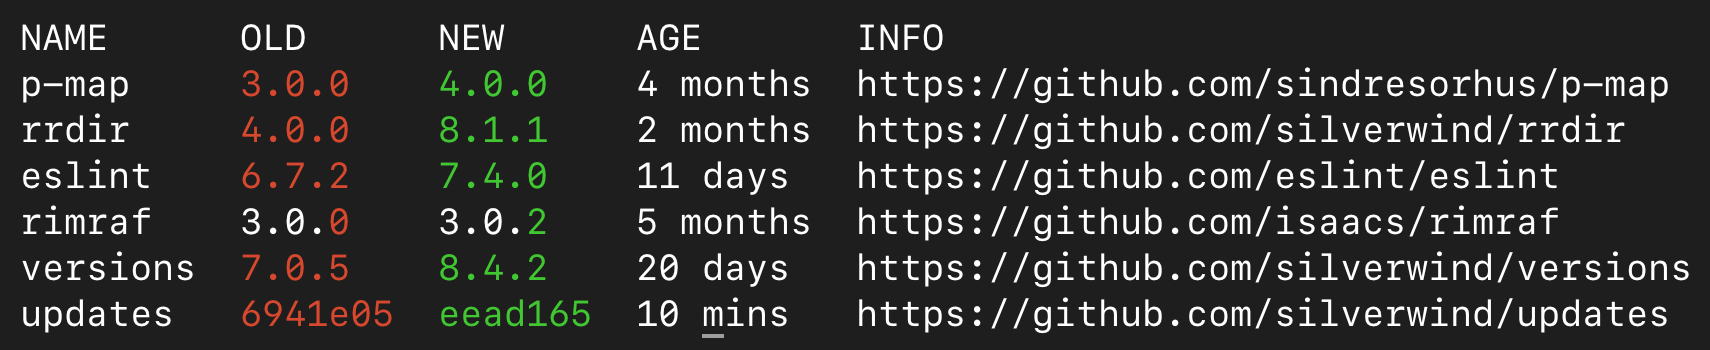 NAME OLD NEW AGE INFO
p-map 3.0.0 4.0.0 4 months https://github.com/sindresorhus/p-map
rrdir 4.0.0 8.1.1 2 months https://github.com/silverwind/rrdir
eslint 6.7.2 7.4.0 11 days https://github.com/eslint/eslint
rimraf 3.0.0 3.0.2 5 months https://github.com/isaacs/rimraf
versions 7.0.5 8.4.2 20 days https://github.com/silverwind/versions
updates 6941e05 eead165 10 mins https://github.com/silverwind/updates